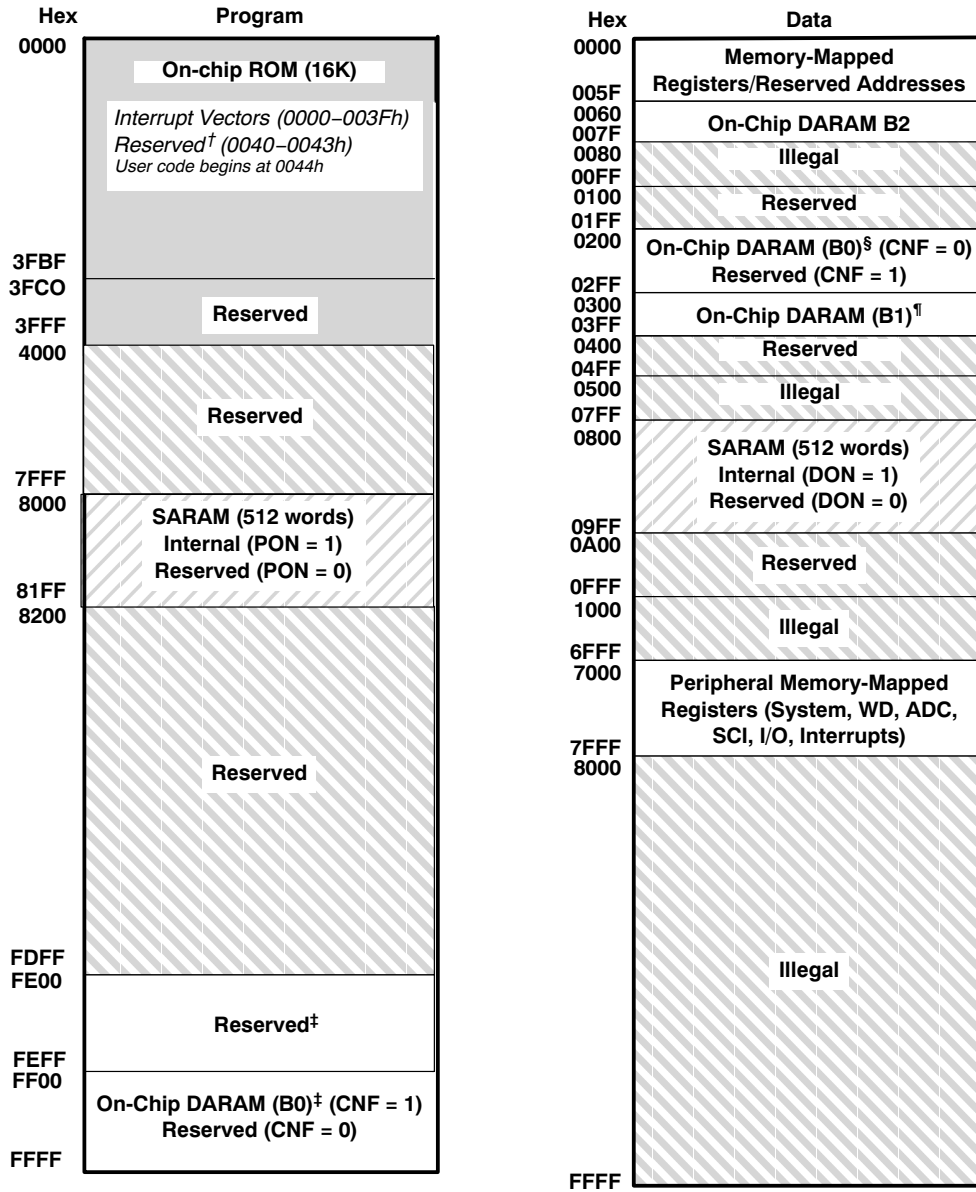 Hex Program
0000
On-chip ROM (16K)
Interrupt Vectors (0000−003Fh)
Reserved† (0040−0043h)
User code begins at 0044h
3FBF
3FCO
Reserved
3FFF
4000
Reserved
7FFF
8000
SARAM (512 words)
Internal (PON = 1)
Reserved (PON = 0)
81FF
8200
Reserved
FDFF
FE00
Reserved‡
FEFF
FF00
On-Chip DARAM (B0)‡ (CNF = 1)
Reserved (CNF = 0)
FFFF
Hex Data
0000
Memory-Mapped
Registers/Reserved Addresses
005F
0060
On-Chip DARAM B2
007F
0080
Illegal
00FF
0100
Reserved
01FF
0200
On-Chip DARAM (B0)§ (CNF = 0)
Reserved (CNF = 1)
02FF
0300
On-Chip DARAM (B1)¶
03FF
0400
Reserved
04FF
0500
Illegal
07FF
0800
SARAM (512 words)
Internal (DON = 1)
Reserved (DON = 0)
09FF
0A00
Reserved
0FFF
1000
Illegal
6FFF
7000
Peripheral Memory-Mapped
Registers (System, WD, ADC,
SCI, I/O, Interrupts)
7FFF
8000
Illegal
FFFF